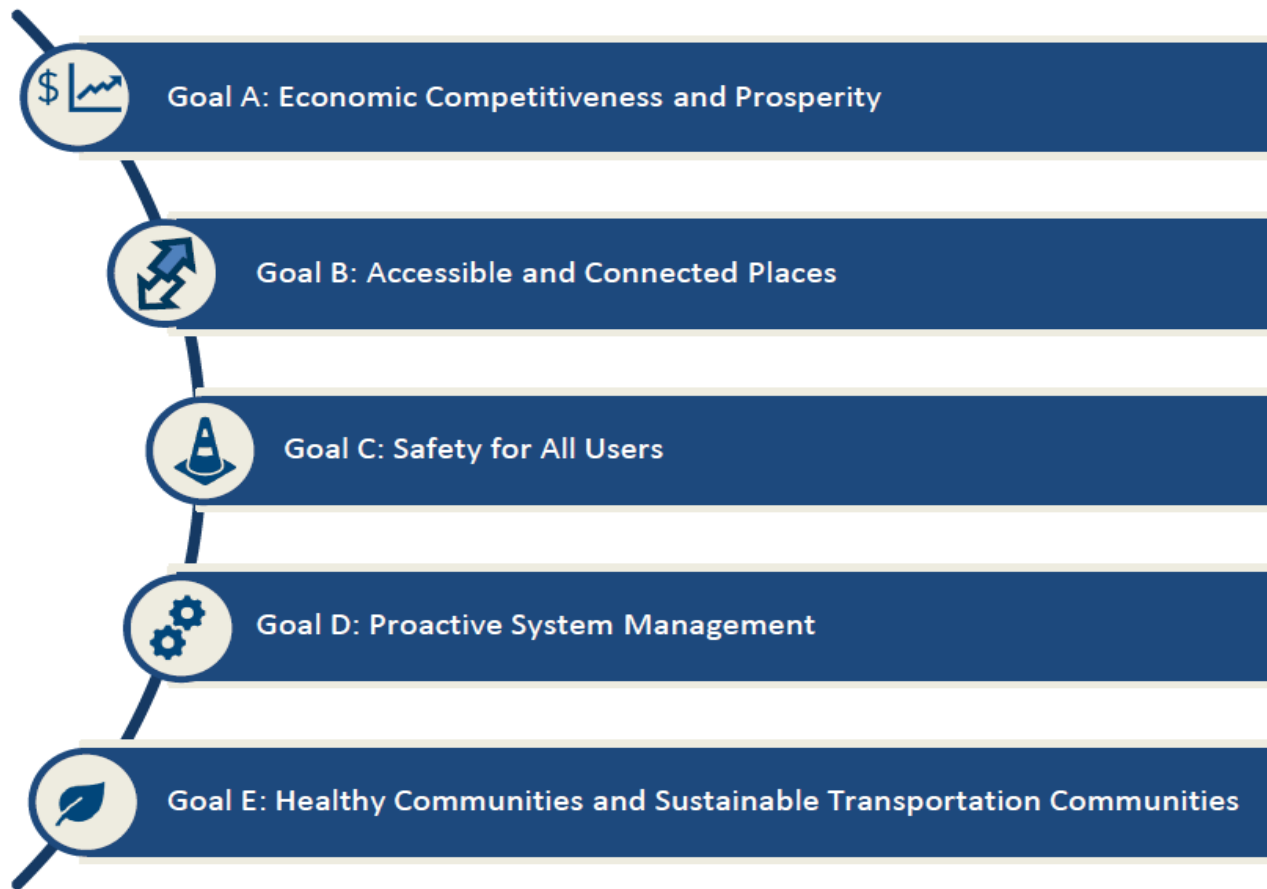 $
Goal A: Economic Competitiveness and Prosperity
Goal B: Accessible and Connected Places
Goal C: Safety for All Users
Goal D: Proactive System Management
Goal E: Healthy Communities and Sustainable Transportation Communities